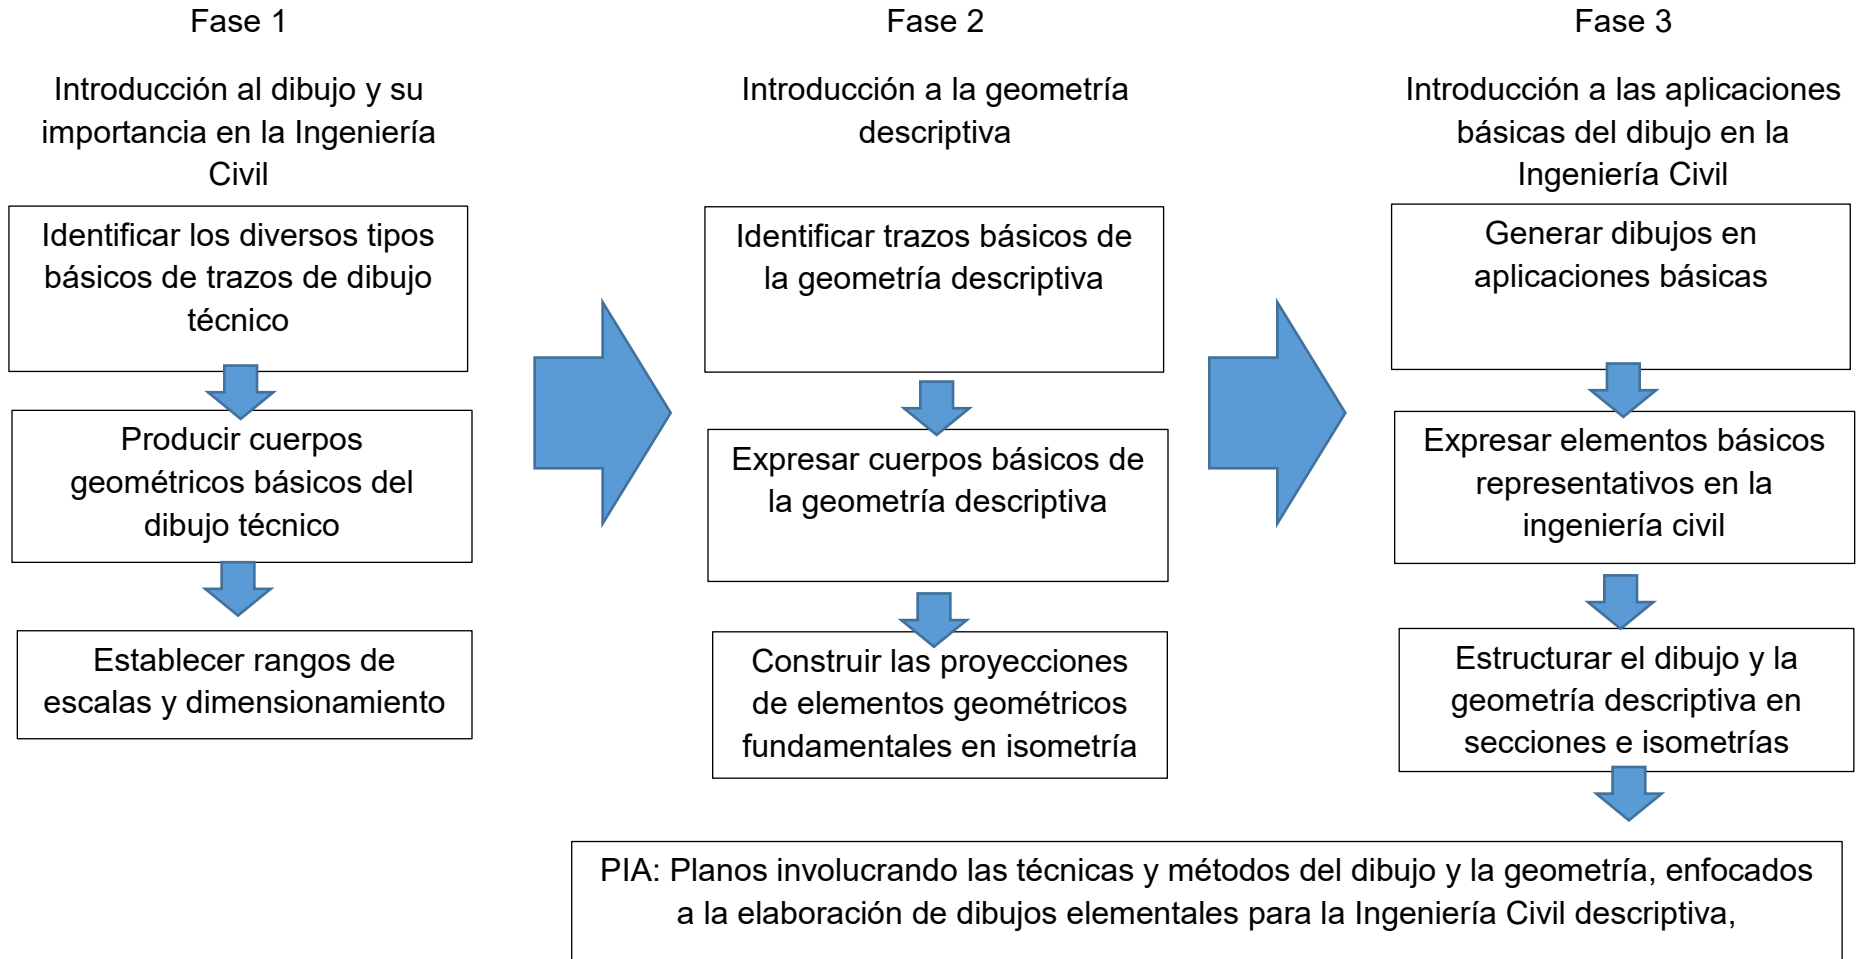 Fase 1
Introducción al dibujo y su
importancia en la Ingeniería
Civil
Identificar los diversos tipos
básicos de trazos de dibujo
técnico
Producir cuerpos
geométricos básicos del
dibujo técnico
Establecer rangos de
escalas y dimensionamiento
Fase 2
Introducción a la geometría
descriptiva
Identificar trazos básicos de
la geometría descriptiva
Expresar cuerpos básicos de
la geometría descriptiva
Construir las proyecciones
de elementos geométricos
fundamentales en isometría
Fase 3
Introducción a las aplicaciones
básicas del dibujo en la
Ingeniería Civil
Generar dibujos en
aplicaciones básicas
Expresar elementos básicos
representativos en la
ingeniería civil
Estructurar el dibujo y la
geometría descriptiva en
secciones e isometrías
PIA: Planos involucrando las técnicas y métodos del dibujo y la geometría, enfocados
a la elaboración de dibujos elementales para la Ingeniería Civil descriptiva,